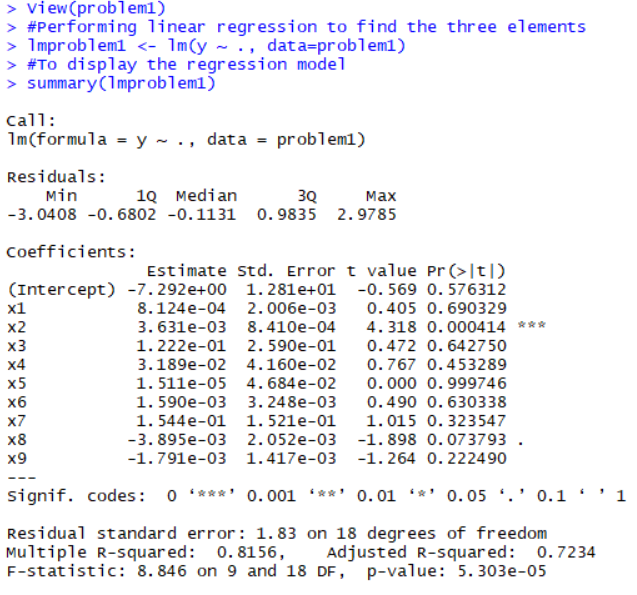 > View(problem1)
> #Performing linear regression to find the three elements
> lmproblem1 <- lm(y ~ ., data=problem1)
> #To display the regression model
> summary(lmproblem1)

Call:
lm(formula = y ~ ., data = problem1)

Residuals:
    Min      1Q  Median      3Q     Max
-3.0408 -0.6802 -0.1131  0.9835  2.9785

Coefficients:
              Estimate Std. Error t value Pr(>|t|)
(Intercept) -7.292e+00  1.281e+01  -0.569 0.576312
x1           8.124e-04  2.006e-03   0.405 0.690329
x2           3.631e-03  8.410e-04   4.318 0.000414 ***
x3           1.222e-01  2.590e-01   0.472 0.642750
x4           3.189e-02  4.160e-02   0.767 0.453289
x5           1.511e-05  4.684e-02   0.000 0.999746
x6           1.590e-03  3.248e-03   0.490 0.630338
x7           1.544e-01  1.521e-01   1.015 0.323547
x8          -3.895e-03  2.052e-03  -1.898 0.073793 .
x9          -1.791e-03  1.417e-03  -1.264 0.222490
---
Signif. codes:  0 ‘***’ 0.001 ‘**’ 0.01 ‘*’ 0.05 ‘.’ 0.1 ‘ ’ 1

Residual standard error: 1.83 on 18 degrees of freedom
Multiple R-squared:  0.8156,    Adjusted R-squared:  0.7234
F-statistic: 8.846 on 9 and 18 DF,  p-value: 5.303e-05